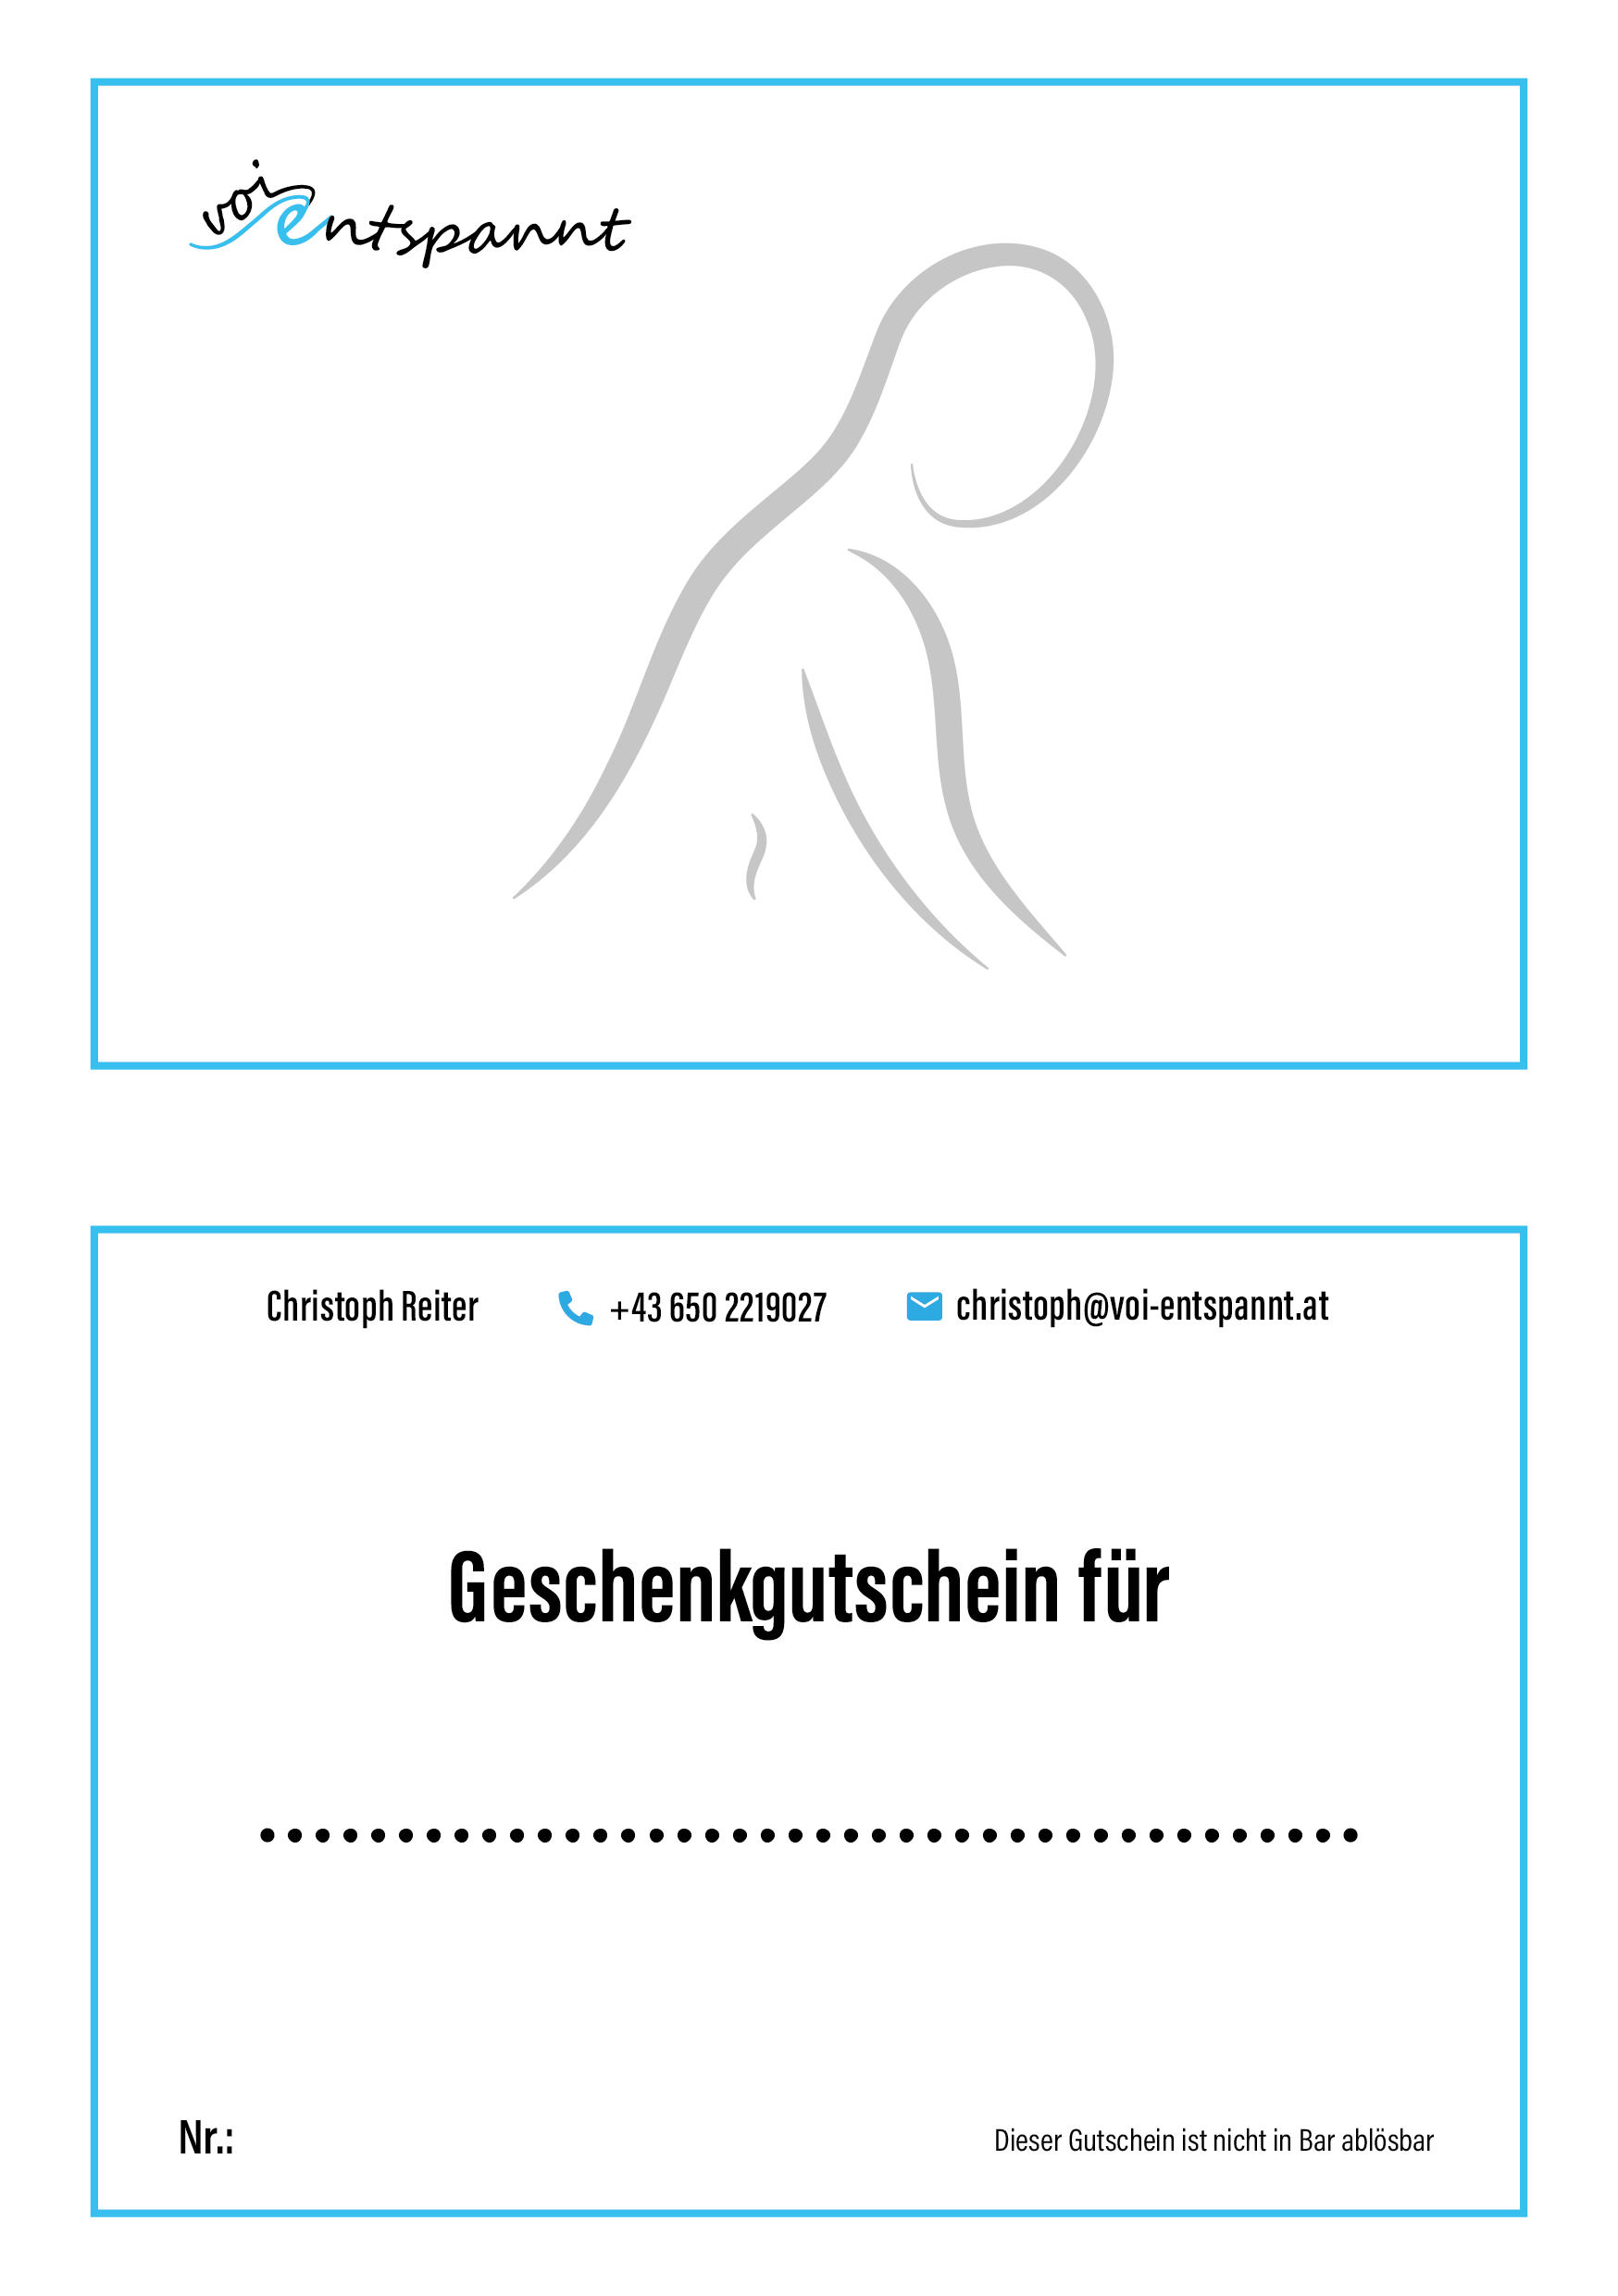 voi entspannt
Christoph Reiter +43 650 2219027 christoph@voi-entspannt.at
Geschenkgutschein für
........................................
Nr.: Dieser Gutschein ist nicht in Bar ablösbar